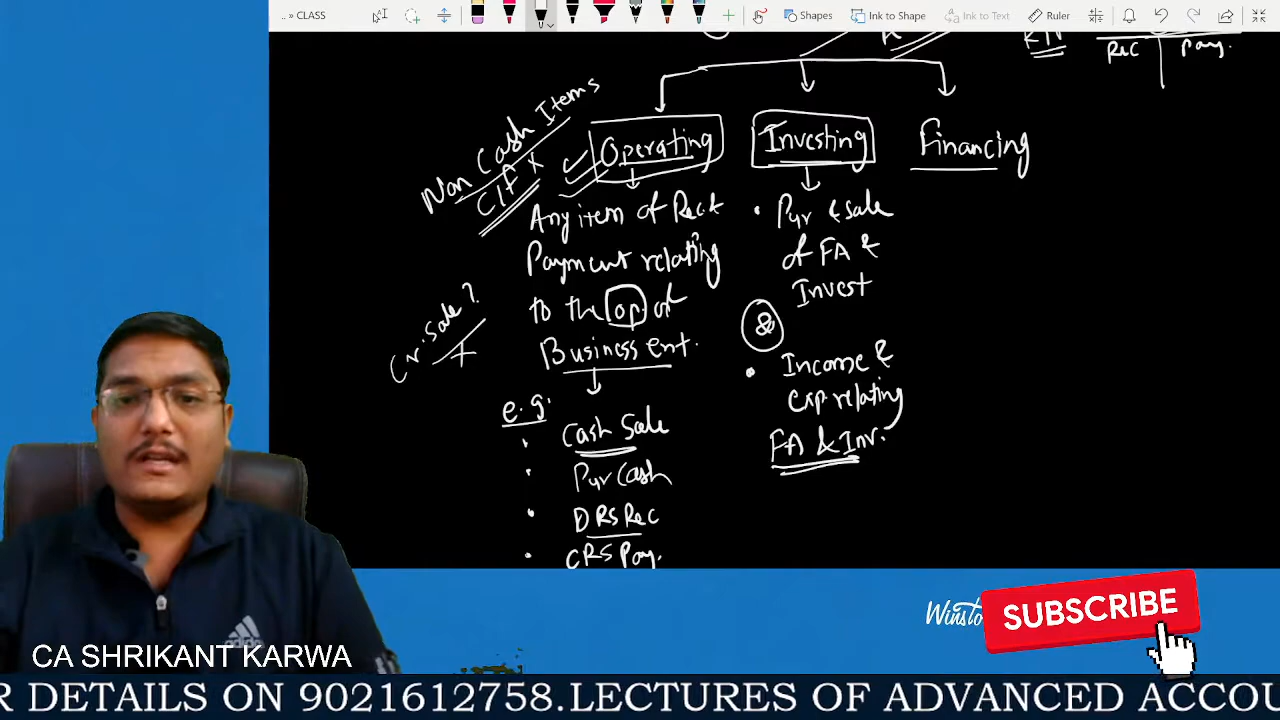 .. » CLASS
Shapes
Ink to Shape
Ink to Text
Ruler
Rec
Pay.
Non Cash Items
C/F X
Operating
Investing
Financing
Any item of Rec &
Payment relating
to the op of
Business ent.
Cr. Sale?
e.g.
Cash Sale
Pur Cash
DRS Rec
CRS Pay.
Pur & Sale
of FA &
Invest
&
Income &
exp relating
FA & Inv.
Winsto
SUBSCRIBE
adidas
CA SHRIKANT KARWA
R DETAILS ON 9021612758.LECTURES OF ADVANCED ACCOU